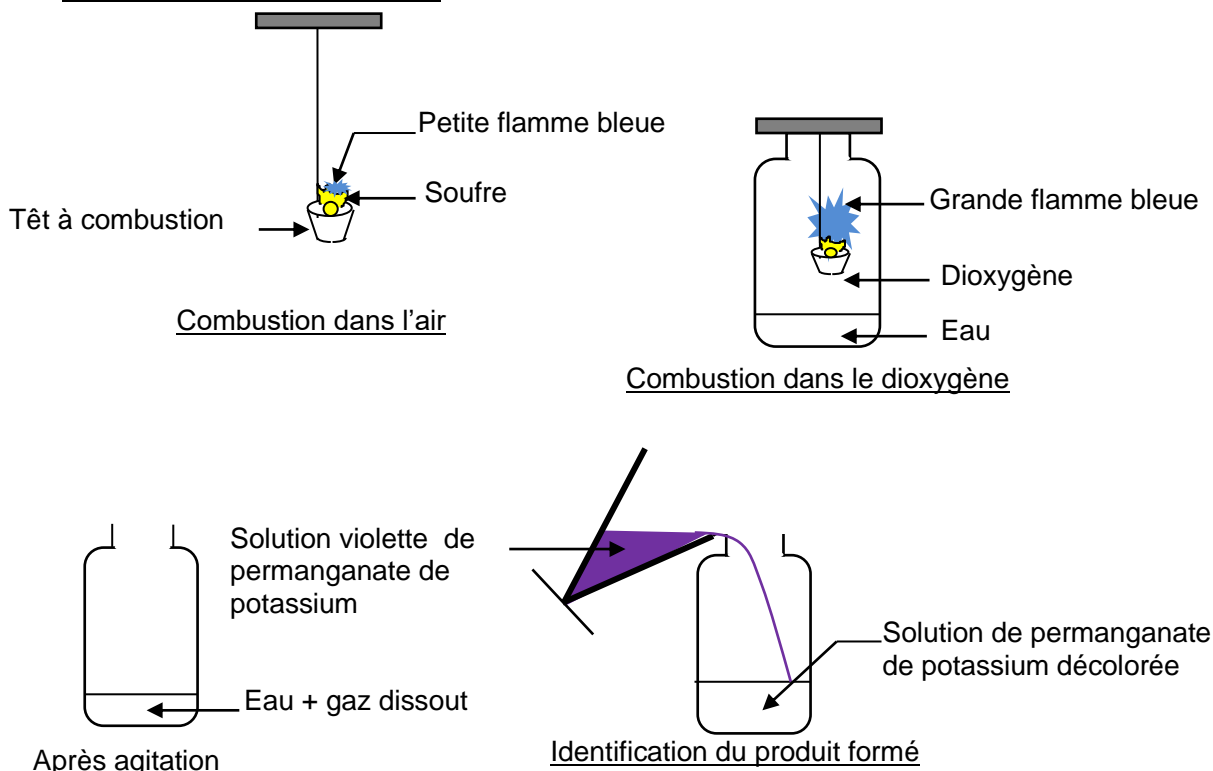 Petite flamme bleue
Soufre
Têt à combustion
Combustion dans l'air
Grande flamme bleue
Dioxygène
Eau
Combustion dans le dioxygène
Solution violette de
permanganate de
potassium
Eau + gaz dissout
Après agitation
Solution de permanganate
de potassium décolorée
Identification du produit formé